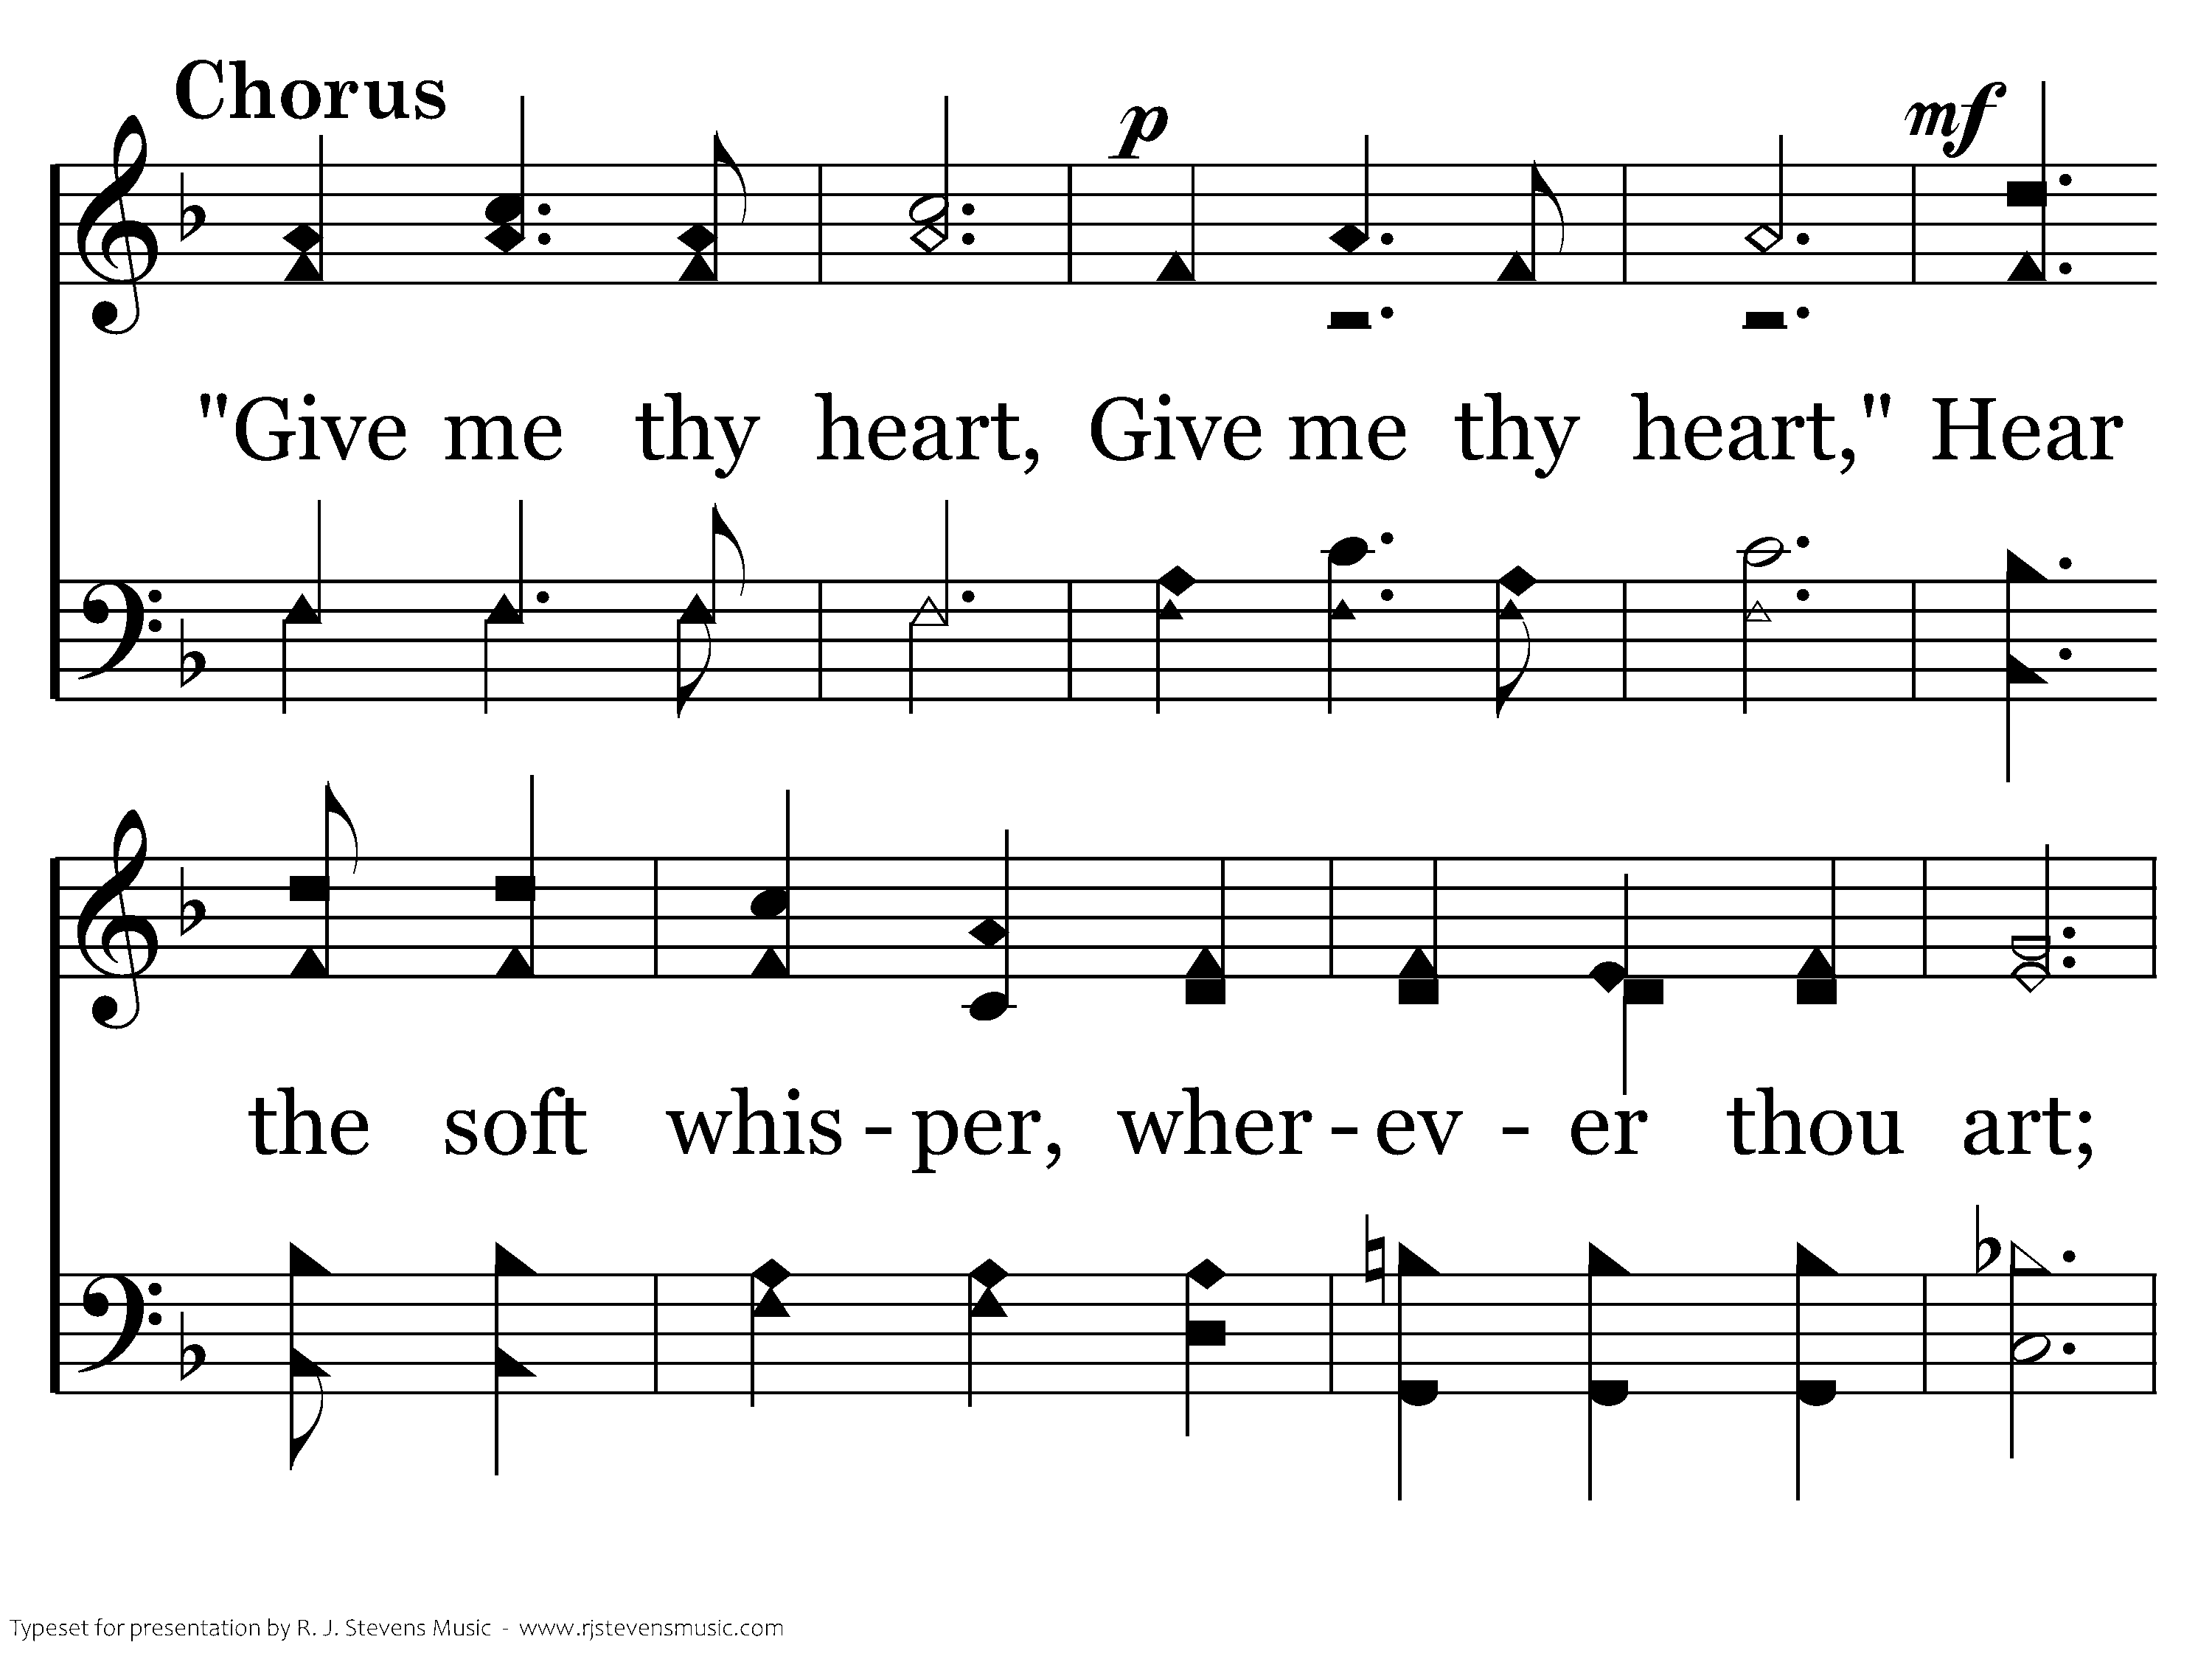 Chorus
p mf
"Give me thy heart, Give me thy heart," Hear
the soft whis - per, wher - ev - er thou art;
Typeset for presentation by R. J. Stevens Music - www.rjstevensmusic.com